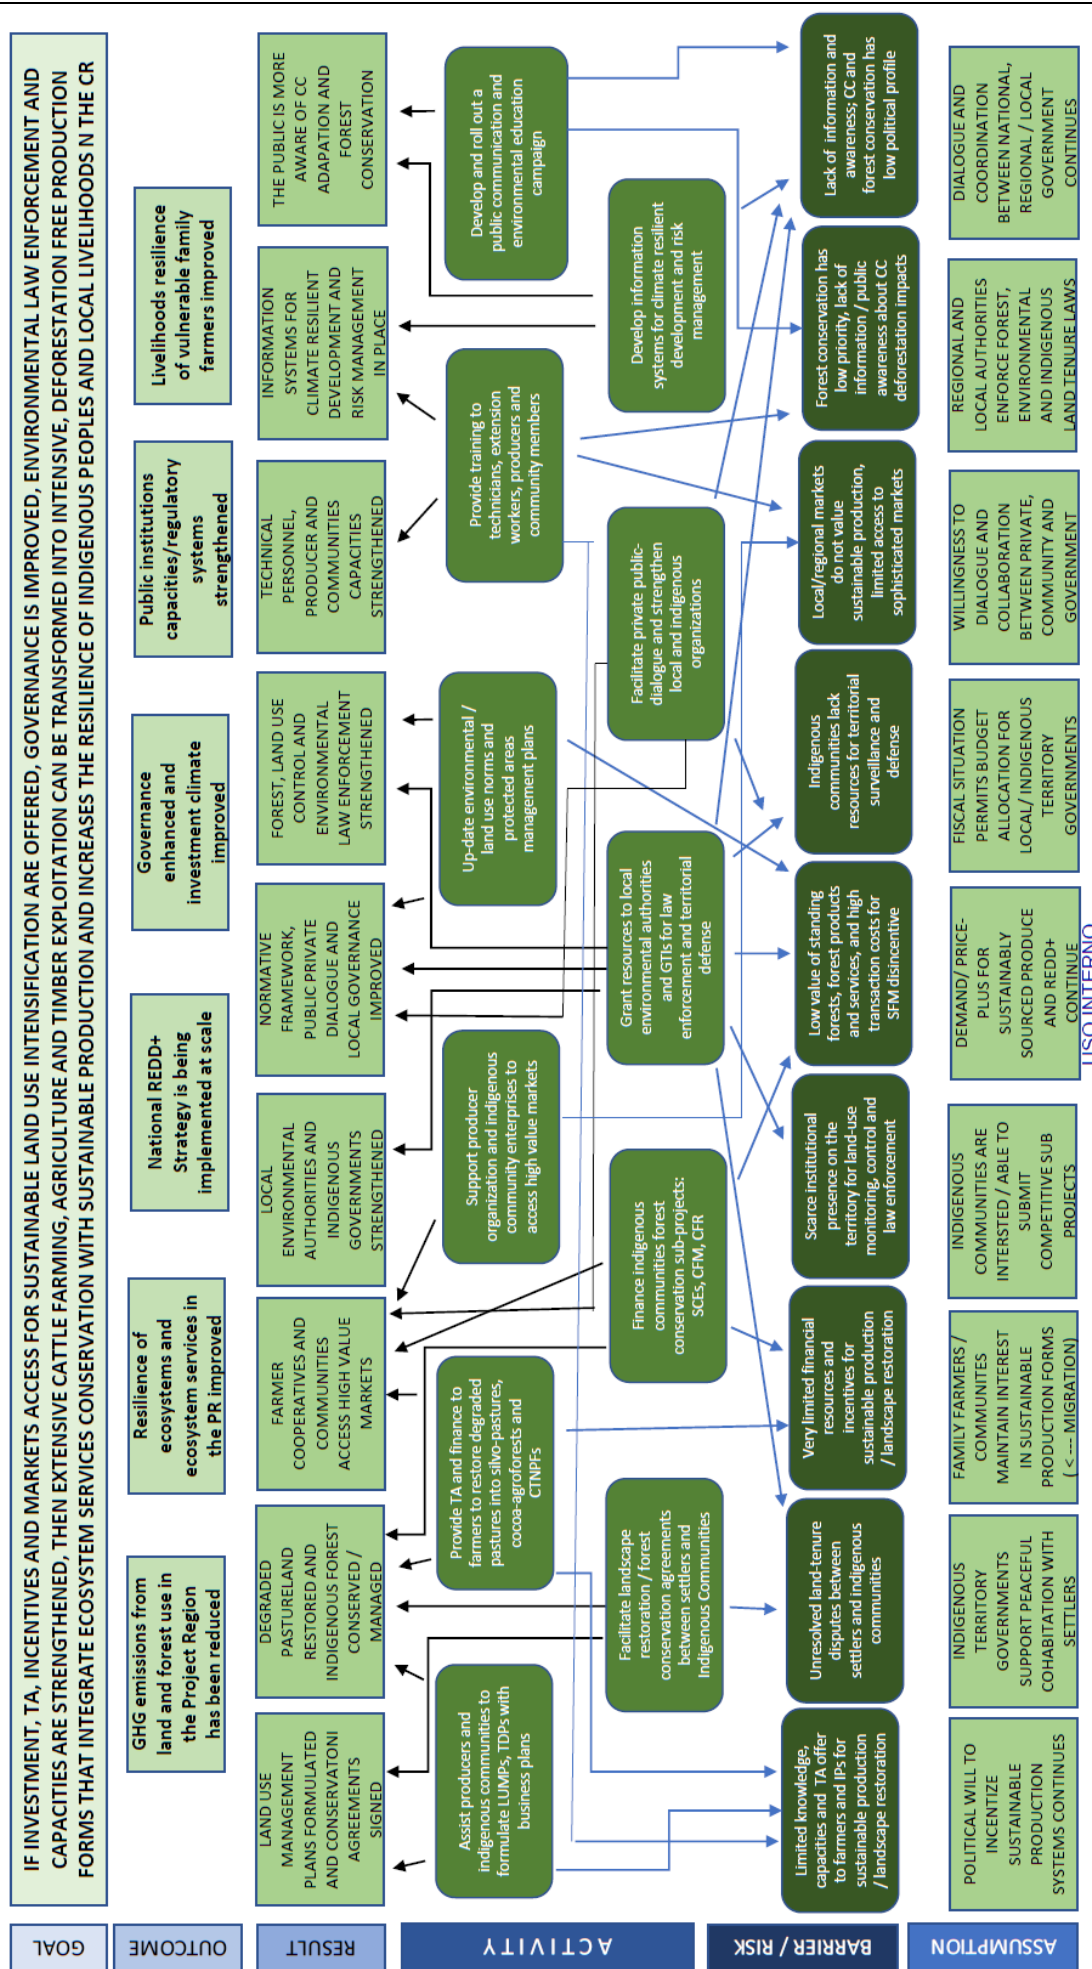 IF INVESTMENT, TA, INCENTIVES AND MARKETS ACCESS FOR SUSTAINABLE LAND USE INTENSIFICATION ARE OFFERED, GOVERNANCE IS IMPROVED, ENVIRONMENTAL LAW ENFORCEMENT AND
CAPACITIES ARE STRENGTHENED, THEN EXTENSIVE CATTLE FARMING, AGRICULTURE AND TIMBER EXPLOITATION CAN BE TRANSFORMED INTO INTENSIVE, DEFORESTATION FREE PRODUCTION
FORMS THAT INTEGRATE ECOSYSTEM SERVICES CONSERVATION WITH SUSTAINABLE PRODUCTION AND INCREASES THE RESILIENCE OF INDIGENOUS PEOPLES AND LOCAL LIVELIHOODS N THE CR
GOAL
OUTCOME
GHG emissions from
land and forest use in
the Project Region
has been reduced
Resilience of
ecosystems and
ecosystem services in
the PR improved
National REDD+
Strategy is being
implemented at scale
Governance
enhanced and
investment climate
improved
Public institutions
capacities/regulatory
systems
strengthened
Livelihoods resilience
of vulnerable family
farmers improved
RESULT
LAND USE
MANAGEMENT
PLANS FORMULATED
AND CONSERVATONI
AGREEMENTS
SIGNED
DEGRADED
PASTURELAND
RESTORED AND
INDIGENOUS FOREST
CONSERVED /
MANAGED
FARMER
COOPERATIVES AND
COMMUNITIES
ACCESS HIGH VALUE
MARKETS
LOCAL
ENVIRONMENTAL
AUTHORITIES AND
INDIGENOUS
GOVERNMENTS
STRENGTHENED
NORMATIVE
FRAMEWORK,
PUBLIC PRIVATE
DIALOGUE AND
LOCAL GOVERNANCE
IMPROVED
FOREST, LAND USE
CONTROL AND
ENVIRONMENTAL
LAW ENFORCEMENT
STRENGTHENED
TECHNICAL
PERSONNEL,
PRODUCER AND
COMMUNITIES
CAPACITIES
STRENGTHENED
INFORMATION
SYSTEMS FOR
CLIMATE RESILIENT
DEVELOPMENT AND
RISK MANAGEMENT
IN PLACE
THE PUBLIC IS MORE
AWARE OF CC
ADAPATION AND
FOREST
CONSERVATION
ACTIVITY
Assist producers and
indigenous communities to
formulate LUMPs, TDPs with
business plans
Provide TA and finance to
farmers to restore degraded
pastures into silvo-pastures,
cocoa-agroforests and
CTNPFs
Support producer
organization and indigenous
community enterprises to
access high value markets
Up-date environmental /
land use norms and
protected areas
management plans
Provide training to
technicians, extension
workers, producers and
community members
Develop and roll out a
public communication and
environmental education
campaign
Facilitate landscape
restoration / forest
conservation agreements
between settlers and
Indigenous Communities
Finance indigenous
communities forest
conservation sub-projects:
SCEs, CFM, CFR
Grant resources to local
environmental authorities
and GTIs for law
enforcement and territorial
defense
Facilitate private public-
dialogue and strengthen
local and indigenous
organizations
Develop information
systems for climate resilient
development and risk
management
BARRIER / RISK
Limited knowledge,
capacities and TA offer
to farmers and IPs for
sustainable production
/ landscape restoration
Unresolved land-tenure
disputes between
settlers and indigenous
communities
Very limited financial
resources and
incentives for
sustainable production
/ landscape restoration
Scarce institutional
presence on the
territory for land-use
monitoring, control and
law enforcement
Low value of standing
forests, forest products
and services, and high
transaction costs for
SFM disincentive
Indigenous
communities lack
resources for territorial
surveillance and
defense
Local/regional markets
do not value
sustainable production,
limited access to
sophisticated markets
Forest conservation has
low priority, lack of
information / public
awareness about CC
deforestation impacts
Lack of information and
awareness; CC and
forest conservation has
low political profile
ASSUMPTION
POLITICAL WILL TO
INCENTIZE
SUSTAINABLE
PRODUCTION
SYSTEMS CONTINUES
INDIGENOUS
TERRITORY
GOVERNMENTS
SUPPORT PEACEFUL
COHABITATION WITH
SETTLERS
FAMILY FARMERS /
COMMUNITES
MAINTAIN INTEREST
IN SUSTAINABLE
PRODUCTION FORMS
( < --- MIGRATION)
INDIGENOUS
COMMUNITIES ARE
INTERSTED / ABLE TO
SUBMIT
COMPETITIVE SUB
PROJECTS
DEMAND/ PRICE-
PLUS FOR
SUSTAINABLY
SOURCED PRODUCE
AND REDD+
CONTINUE
FISCAL SITUATION
PERMITS BUDGET
ALLOCATION FOR
LOCAL/ INDIGENOUS
TERRITORY
GOVERNMENTS
WILLINGNESS TO
DIALOGUE AND
COLLABORATION
BETWEEN PRIVATE,
COMMUNITY AND
GOVERNMENT
REGIONAL AND
LOCAL AUTHORITIES
ENFORCE FOREST,
ENVIRONMENTAL
AND INDIGENOUS
LAND TENURE LAWS
DIALOGUE AND
COORDINATION
BETWEEN NATIONAL,
REGIONAL / LOCAL
GOVERNMENT
CONTINUES
USO INTERNO